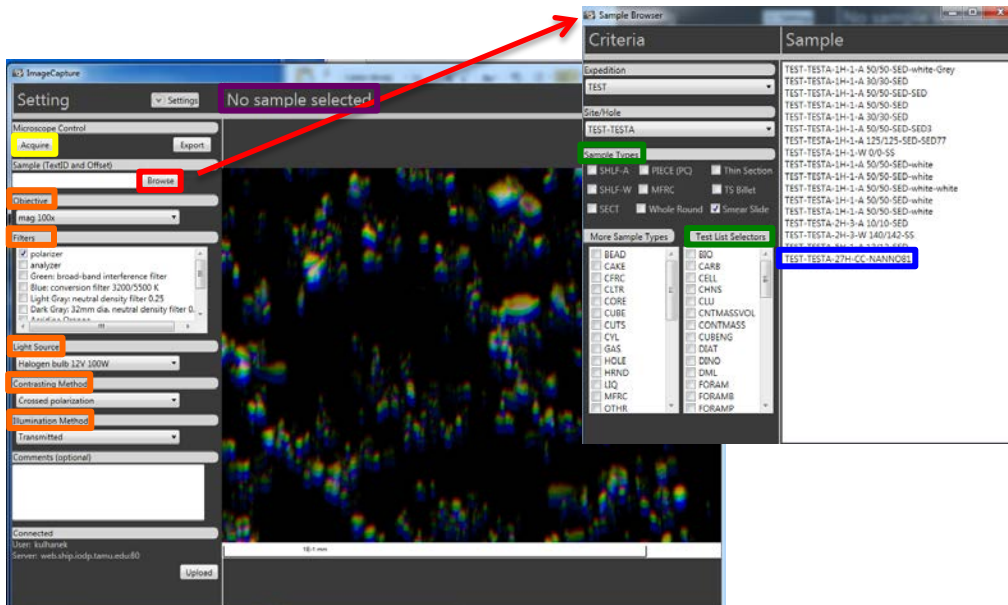 ImageCapture
Setting
Settings
No sample selected
Microscope Control
Acquire
Export
Sample (TextID and Offset)
Browse
Objective
mag 100x
Filters
polarizer
analyzer
Green: broad-band interference filter
Blue: conversion filter 3200/5500 K
Light Gray: neutral density filter 0.25
Dark Gray: 32mm dia. neutral density filter 0.
Light Source
Halogen bulb 12V 100W
Contrasting Method
Crossed polarization
Illumination Method
Transmitted
Comments (optional)
Connected
User: kulhanek
Server: web.ship.iodp.tamu.edu:80
Upload
Sample Browser
Criteria
Expedition
TEST
Site/Hole
TEST-TESTA
Sample Types
SHLF-A PIECE (PC) Thin Section
SHLF-W MFRC TS Billet
SECT Whole Round Smear Slide
More Sample Types
BEAD
CAKE
CFRC
CLTR
CORE
CUBE
CUTS
CYL
GAS
HOLE
HRND
LIQ
MFRC
OTHR
Test List Selectors
BIO
CARB
CELL
CHNS
CLU
CNTMASSVOL
CONTMASS
CUBENG
DIAT
DINO
DML
FORAM
FORAMB
FORAMP
Sample
TEST-TESTA-1H-1-A 50/50-SED-white-Grey
TEST-TESTA-1H-1-A 30/30-SED
TEST-TESTA-1H-1-A 50/50-SED-SED
TEST-TESTA-1H-1-A 50/50-SED
TEST-TESTA-1H-1-A 30/30-SED
TEST-TESTA-1H-1-A 50/50-SED-SED3
TEST-TESTA-1H-1-A 125/125-SED-SED77
TEST-TESTA-1H-1-W 0/0-SS
TEST-TESTA-1H-1-A 50/50-SED-white
TEST-TESTA-1H-1-A 50/50-SED-white
TEST-TESTA-1H-1-A 50/50-SED-white-white
TEST-TESTA-1H-1-A 50/50-SED-white
TEST-TESTA-1H-1-A 50/50-SED-white
TEST-TESTA-2H-3-A 10/10-SED
TEST-TESTA-2H-3-W 140/142-SS
TEST-TESTA-27H-CC-NANNOB1